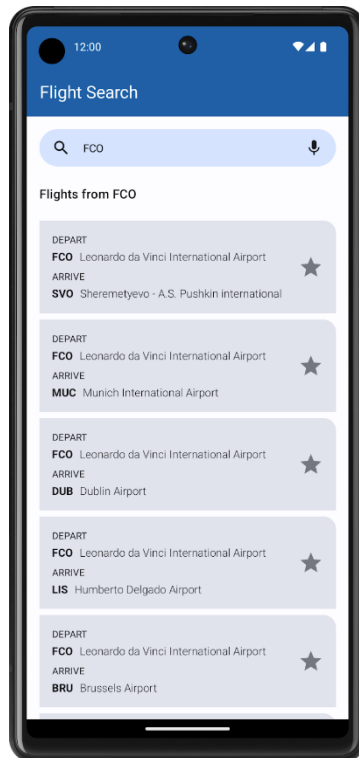 12:00
Flight Search
FCO
Flights from FCO
DEPART
FCO Leonardo da Vinci International Airport
ARRIVE
SVO Sheremetyevo - A.S. Pushkin international
DEPART
FCO Leonardo da Vinci International Airport
ARRIVE
MUC Munich International Airport
DEPART
FCO Leonardo da Vinci International Airport
ARRIVE
DUB Dublin Airport
DEPART
FCO Leonardo da Vinci International Airport
ARRIVE
LIS Humberto Delgado Airport
DEPART
FCO Leonardo da Vinci International Airport
ARRIVE
BRU Brussels Airport